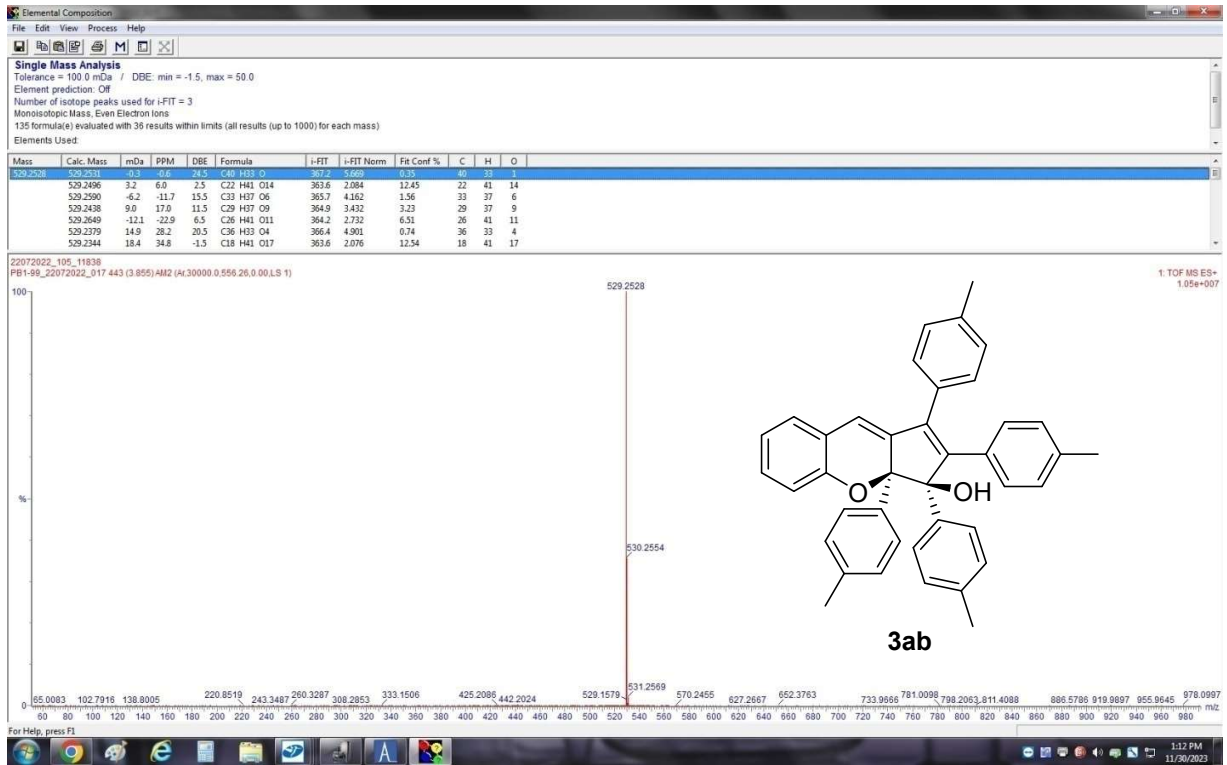 Elemental Composition
File Edit View Process Help
Single Mass Analysis
Tolerance = 100.0 mDa / DBE: min = -1.5, max = 50.0
Element prediction: Off
Number of isotope peaks used for i-FIT = 3
Monoisotopic Mass, Even Electron Ions
135 formula(e) evaluated with 36 results within limits (all results (up to 1000) for each mass)
Elements Used:
Mass Calc. Mass mDa PPM DBE Formula i-FIT i-FIT Norm Fit Conf % C H O
529.2528 529.2531 -0.3 -0.6 24.5 C40 H33 O 367.2 5.669 0.35 40 33 1
529.2496 3.2 6.0 2.5 C22 H41 O14 363.6 2.084 12.45 22 41 14
529.2590 -6.2 -11.7 15.5 C33 H37 O6 365.7 4.162 1.56 33 37 6
529.2438 9.0 17.0 11.5 C29 H37 O9 364.9 3.432 3.23 29 37 9
529.2649 -12.1 -22.9 6.5 C26 H41 O11 364.2 2.732 6.51 26 41 11
529.2379 14.9 28.2 20.5 C36 H33 O4 366.4 4.901 0.74 36 33 4
529.2344 18.4 34.8 -1.5 C18 H41 O17 363.6 2.076 12.54 18 41 17
22072022_105_11838
PB1-99_22072022_017 443 (3.855) AM2 (Ar,30000.0,556.26,0.00,LS 1)
1: TOF MS ES+
1.05e+007
100
529.2528
%
O
OH
530.2554
3ab
0
65.0083 102.7916 138.8005 220.8519 243.3487 260.3287 308.2853 333.1506 425.2086 442.2024 529.1579 531.2569 570.2455 627.2667 652.3763 733.9666 781.0098 798.2063 811.4088 886.5786 919.9897 955.9645 978.0997
m/z
60 80 100 120 140 160 180 200 220 240 260 280 300 320 340 360 380 400 420 440 460 480 500 520 540 560 580 600 620 640 660 680 700 720 740 760 780 800 820 840 860 880 900 920 940 960 980
For Help, press F1
1:12 PM
11/30/2023